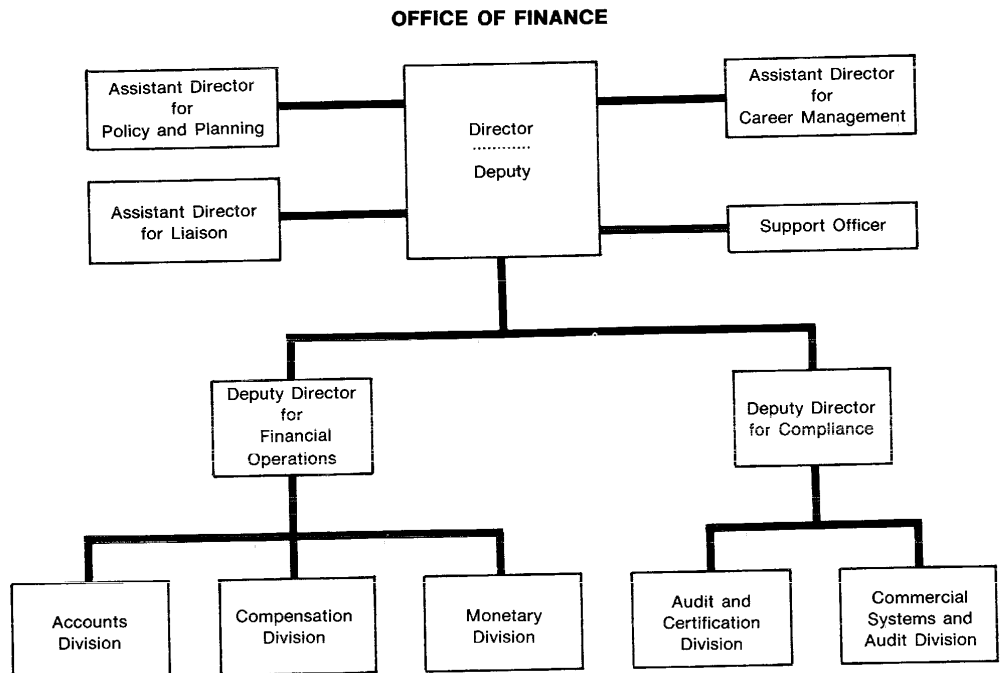 OFFICE OF FINANCE
Assistant Director
for
Policy and Planning
Director
............
Deputy
Assistant Director
for
Career Management
Assistant Director
for Liaison
Support Officer
Deputy Director
for
Financial
Operations
Deputy Director
for Compliance
Accounts
Division
Compensation
Division
Monetary
Division
Audit and
Certification
Division
Commercial
Systems and
Audit Division